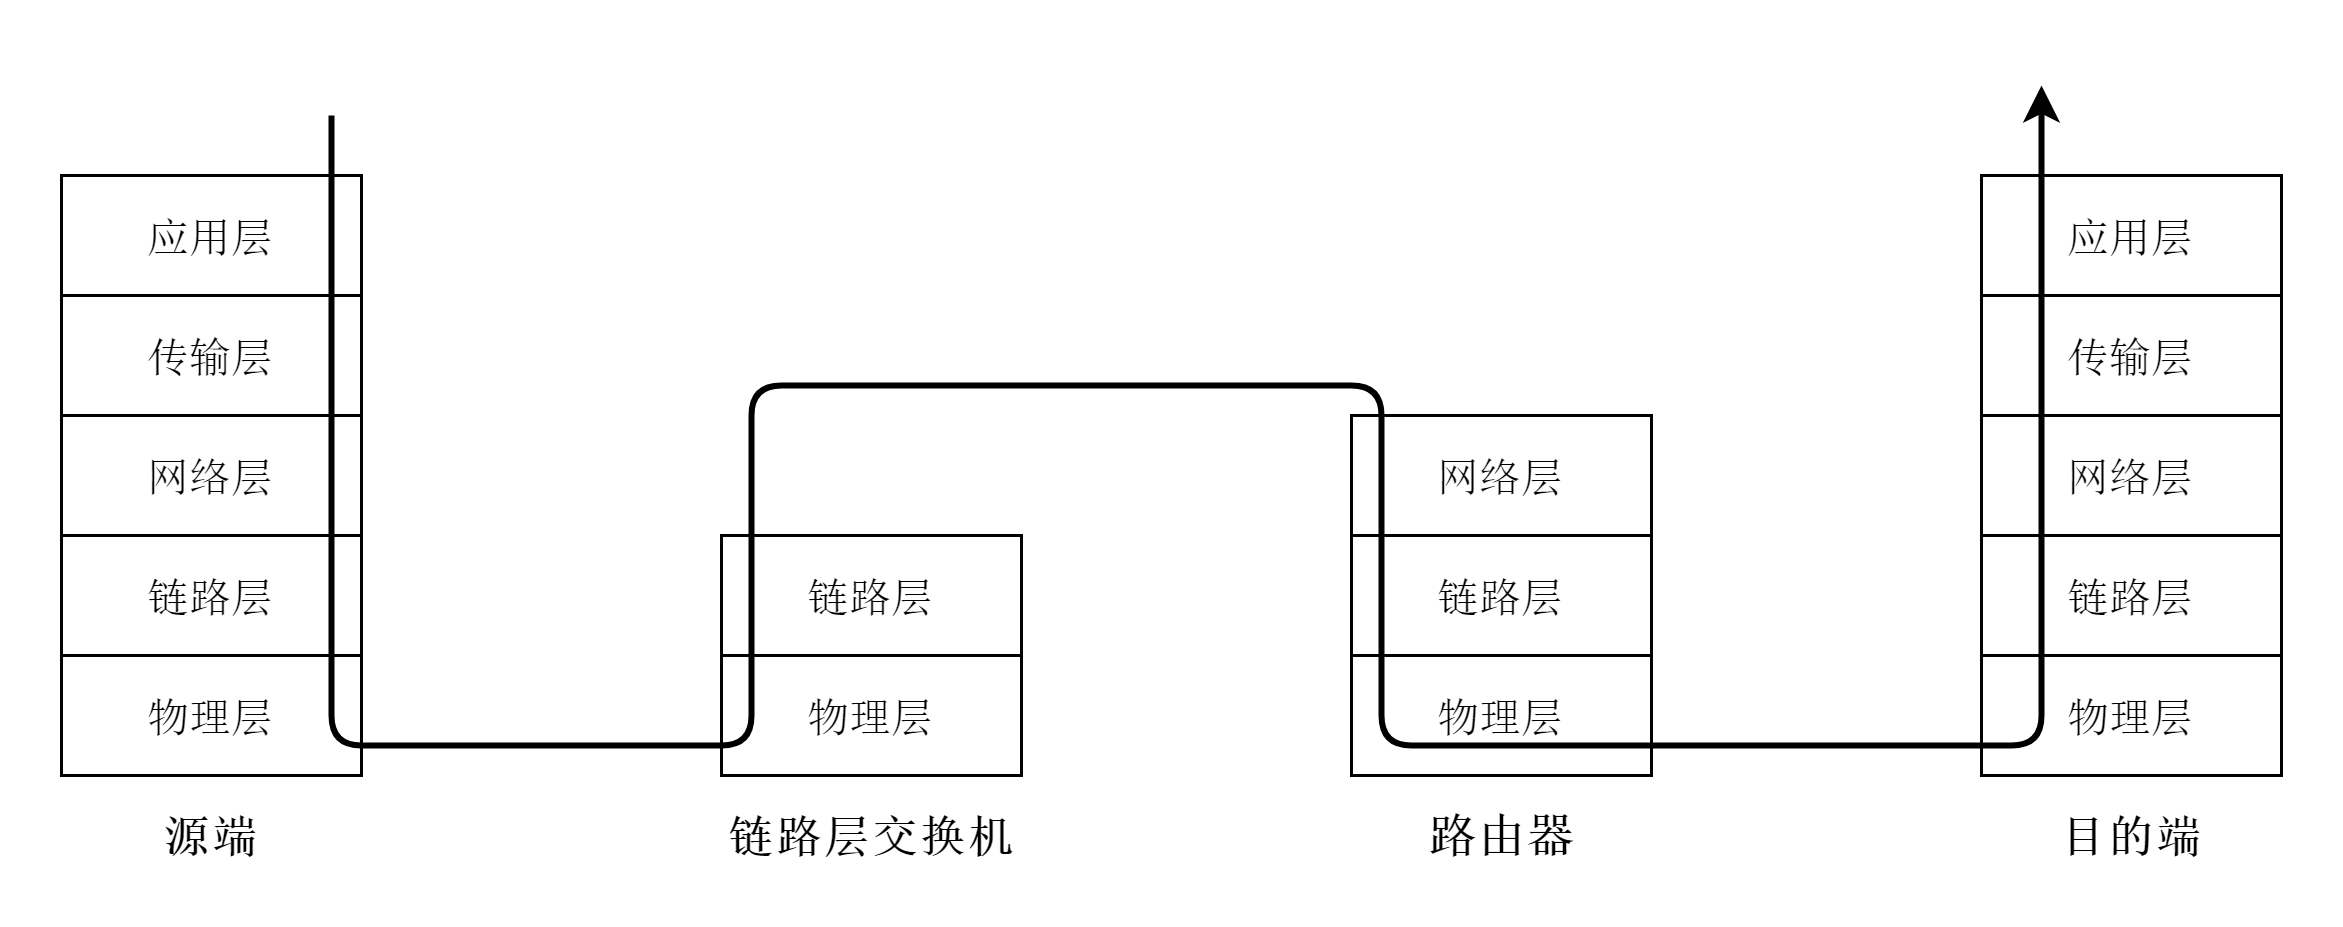 应用层
传输层
网络层
链路层
物理层
源端
链路层
物理层
链路层交换机
网络层
链路层
物理层
路由器
应用层
传输层
网络层
链路层
物理层
目的端